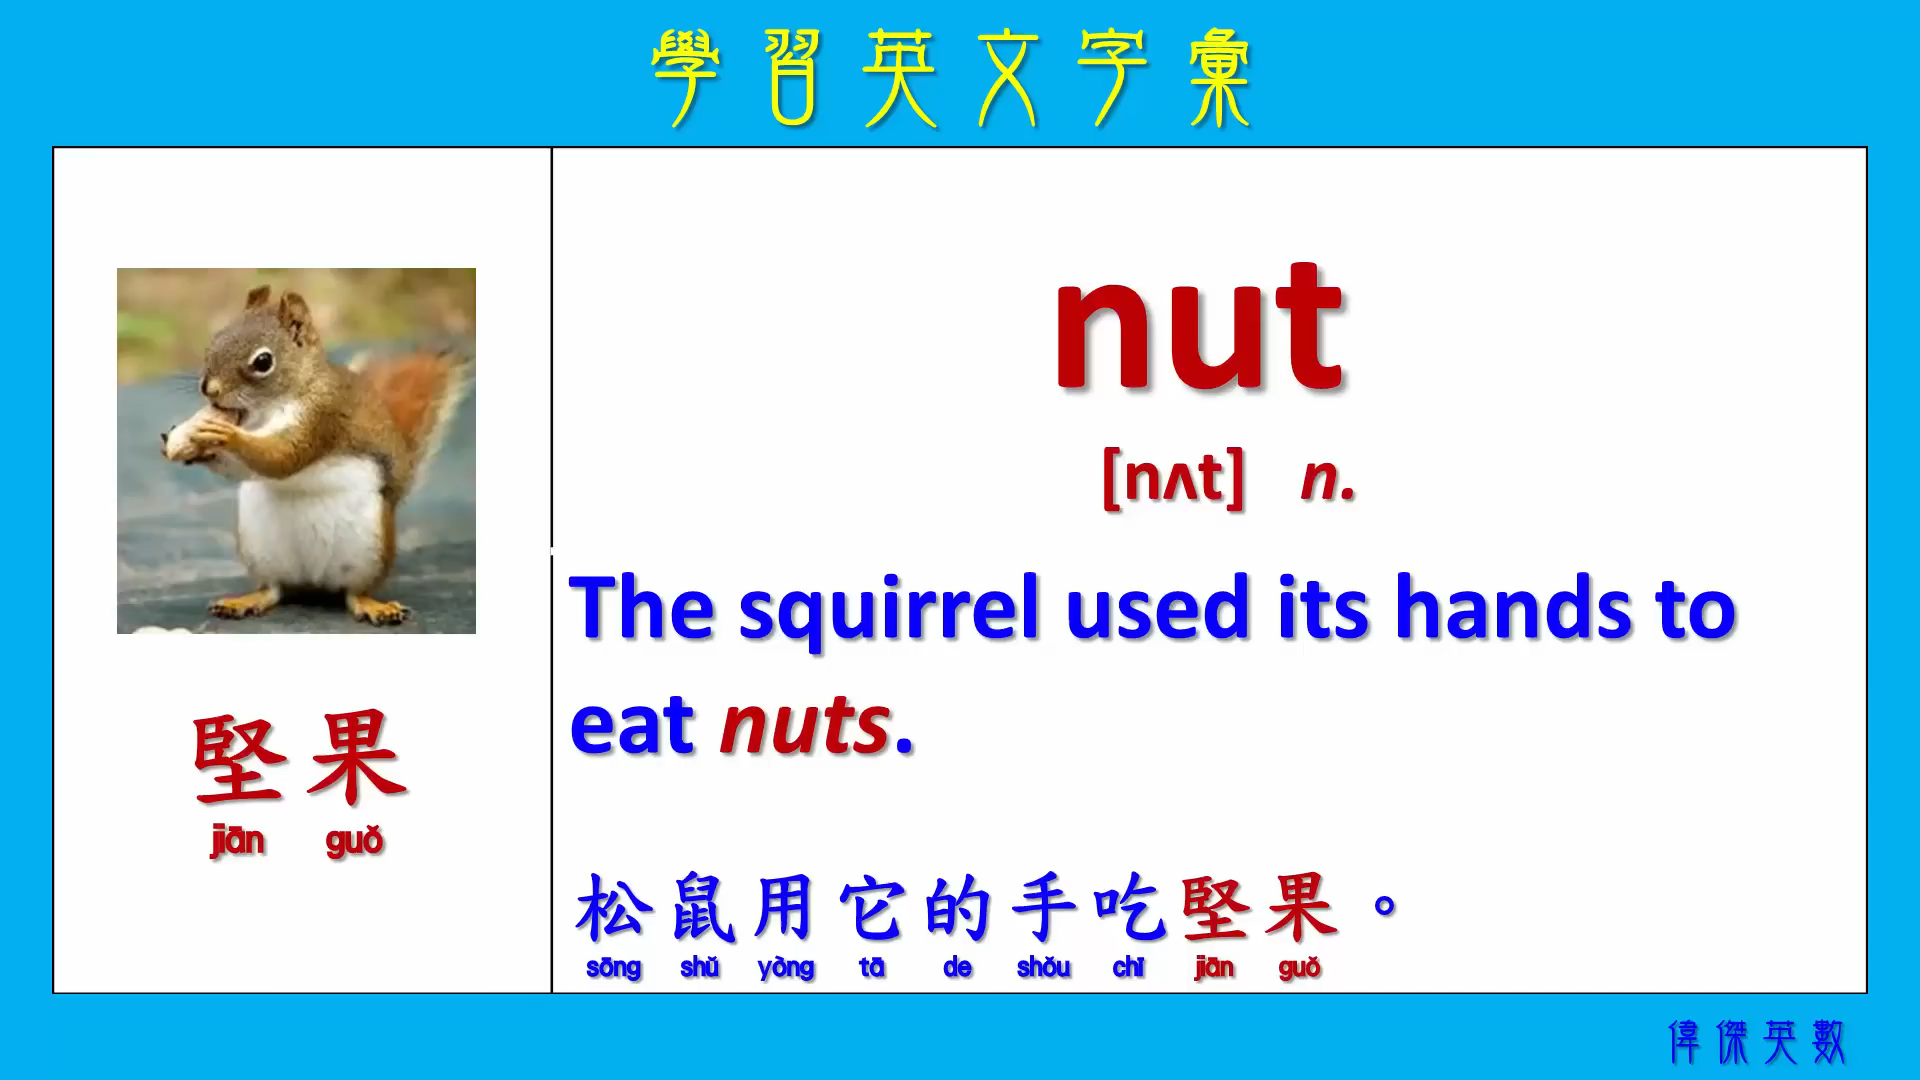 學習英文字彙
堅果
jiān guǒ
nut
[nʌt] n.
The squirrel used its hands to
eat nuts.
松鼠用它的手吃堅果。
sōng shǔ yòng tā de shǒu chī jiān guǒ
偉傑英數